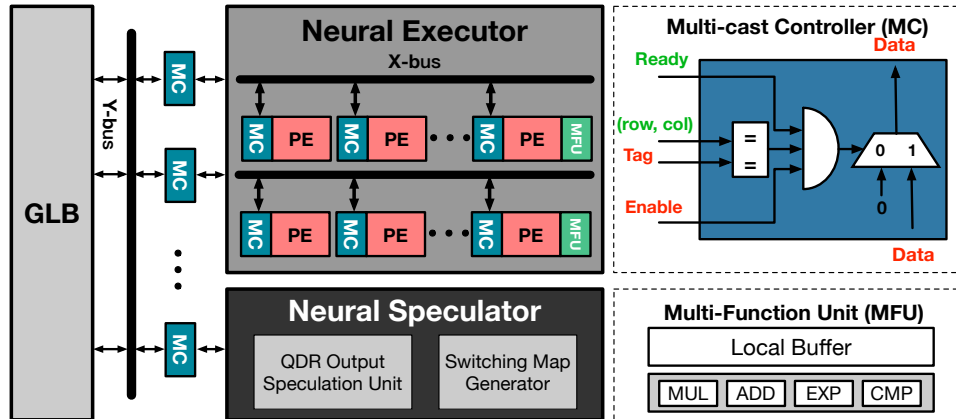 GLB
Y-bus
MC
MC
MC
Neural Executor
X-bus
MC PE MC PE MC PE MFU
MC PE MC PE MC PE MFU
Neural Speculator
QDR Output
Speculation Unit
Switching Map
Generator
Multi-cast Controller (MC)
Data
Ready
(row, col)
Tag
Enable
=
=
0 1
0
Data
Multi-Function Unit (MFU)
Local Buffer
MUL ADD EXP CMP